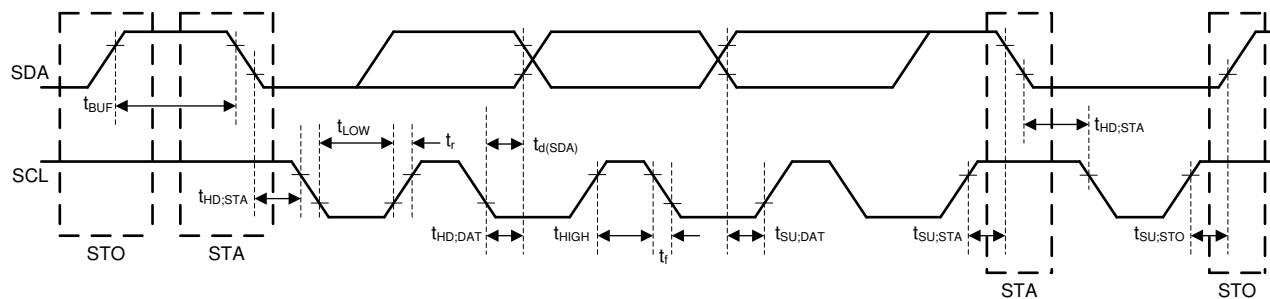 SDA
t_BUF
t_LOW
t_r
t_d(SDA)
t_HD;STA
SCL
t_HD;STA
t_HD;DAT
t_HIGH
t_f
t_SU;DAT
t_SU;STA
t_SU;STO
STO
STA
STA
STO